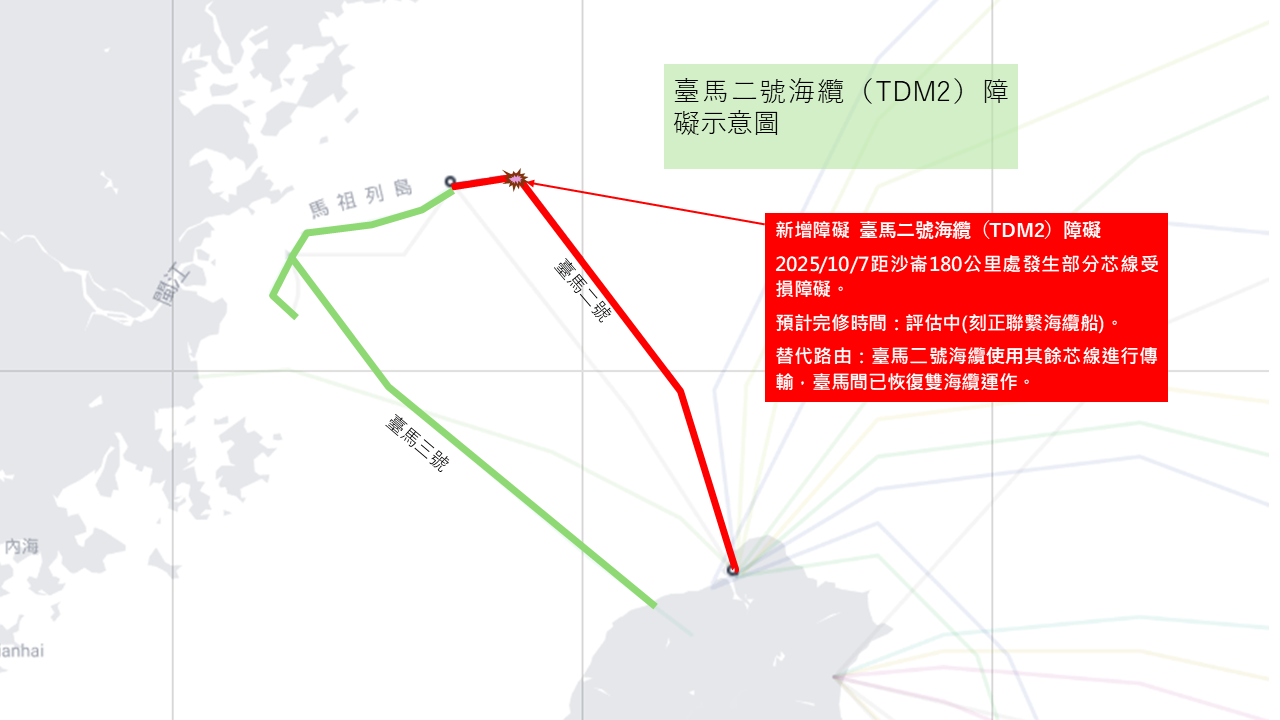 臺馬二號海纜（TDM2）障
礙示意圖
馬祖列島
新增障礙 臺馬二號海纜（TDM2）障礙
2025/10/7距沙崙180公里處發生部分芯線受
損障礙。
預計完修時間：評估中(刻正聯繫海纜船)。
替代路由：臺馬二號海纜使用其餘芯線進行傳
輸，臺馬間已恢復雙海纜運作。
閩江
臺馬二號
臺馬三號
內海
anhai